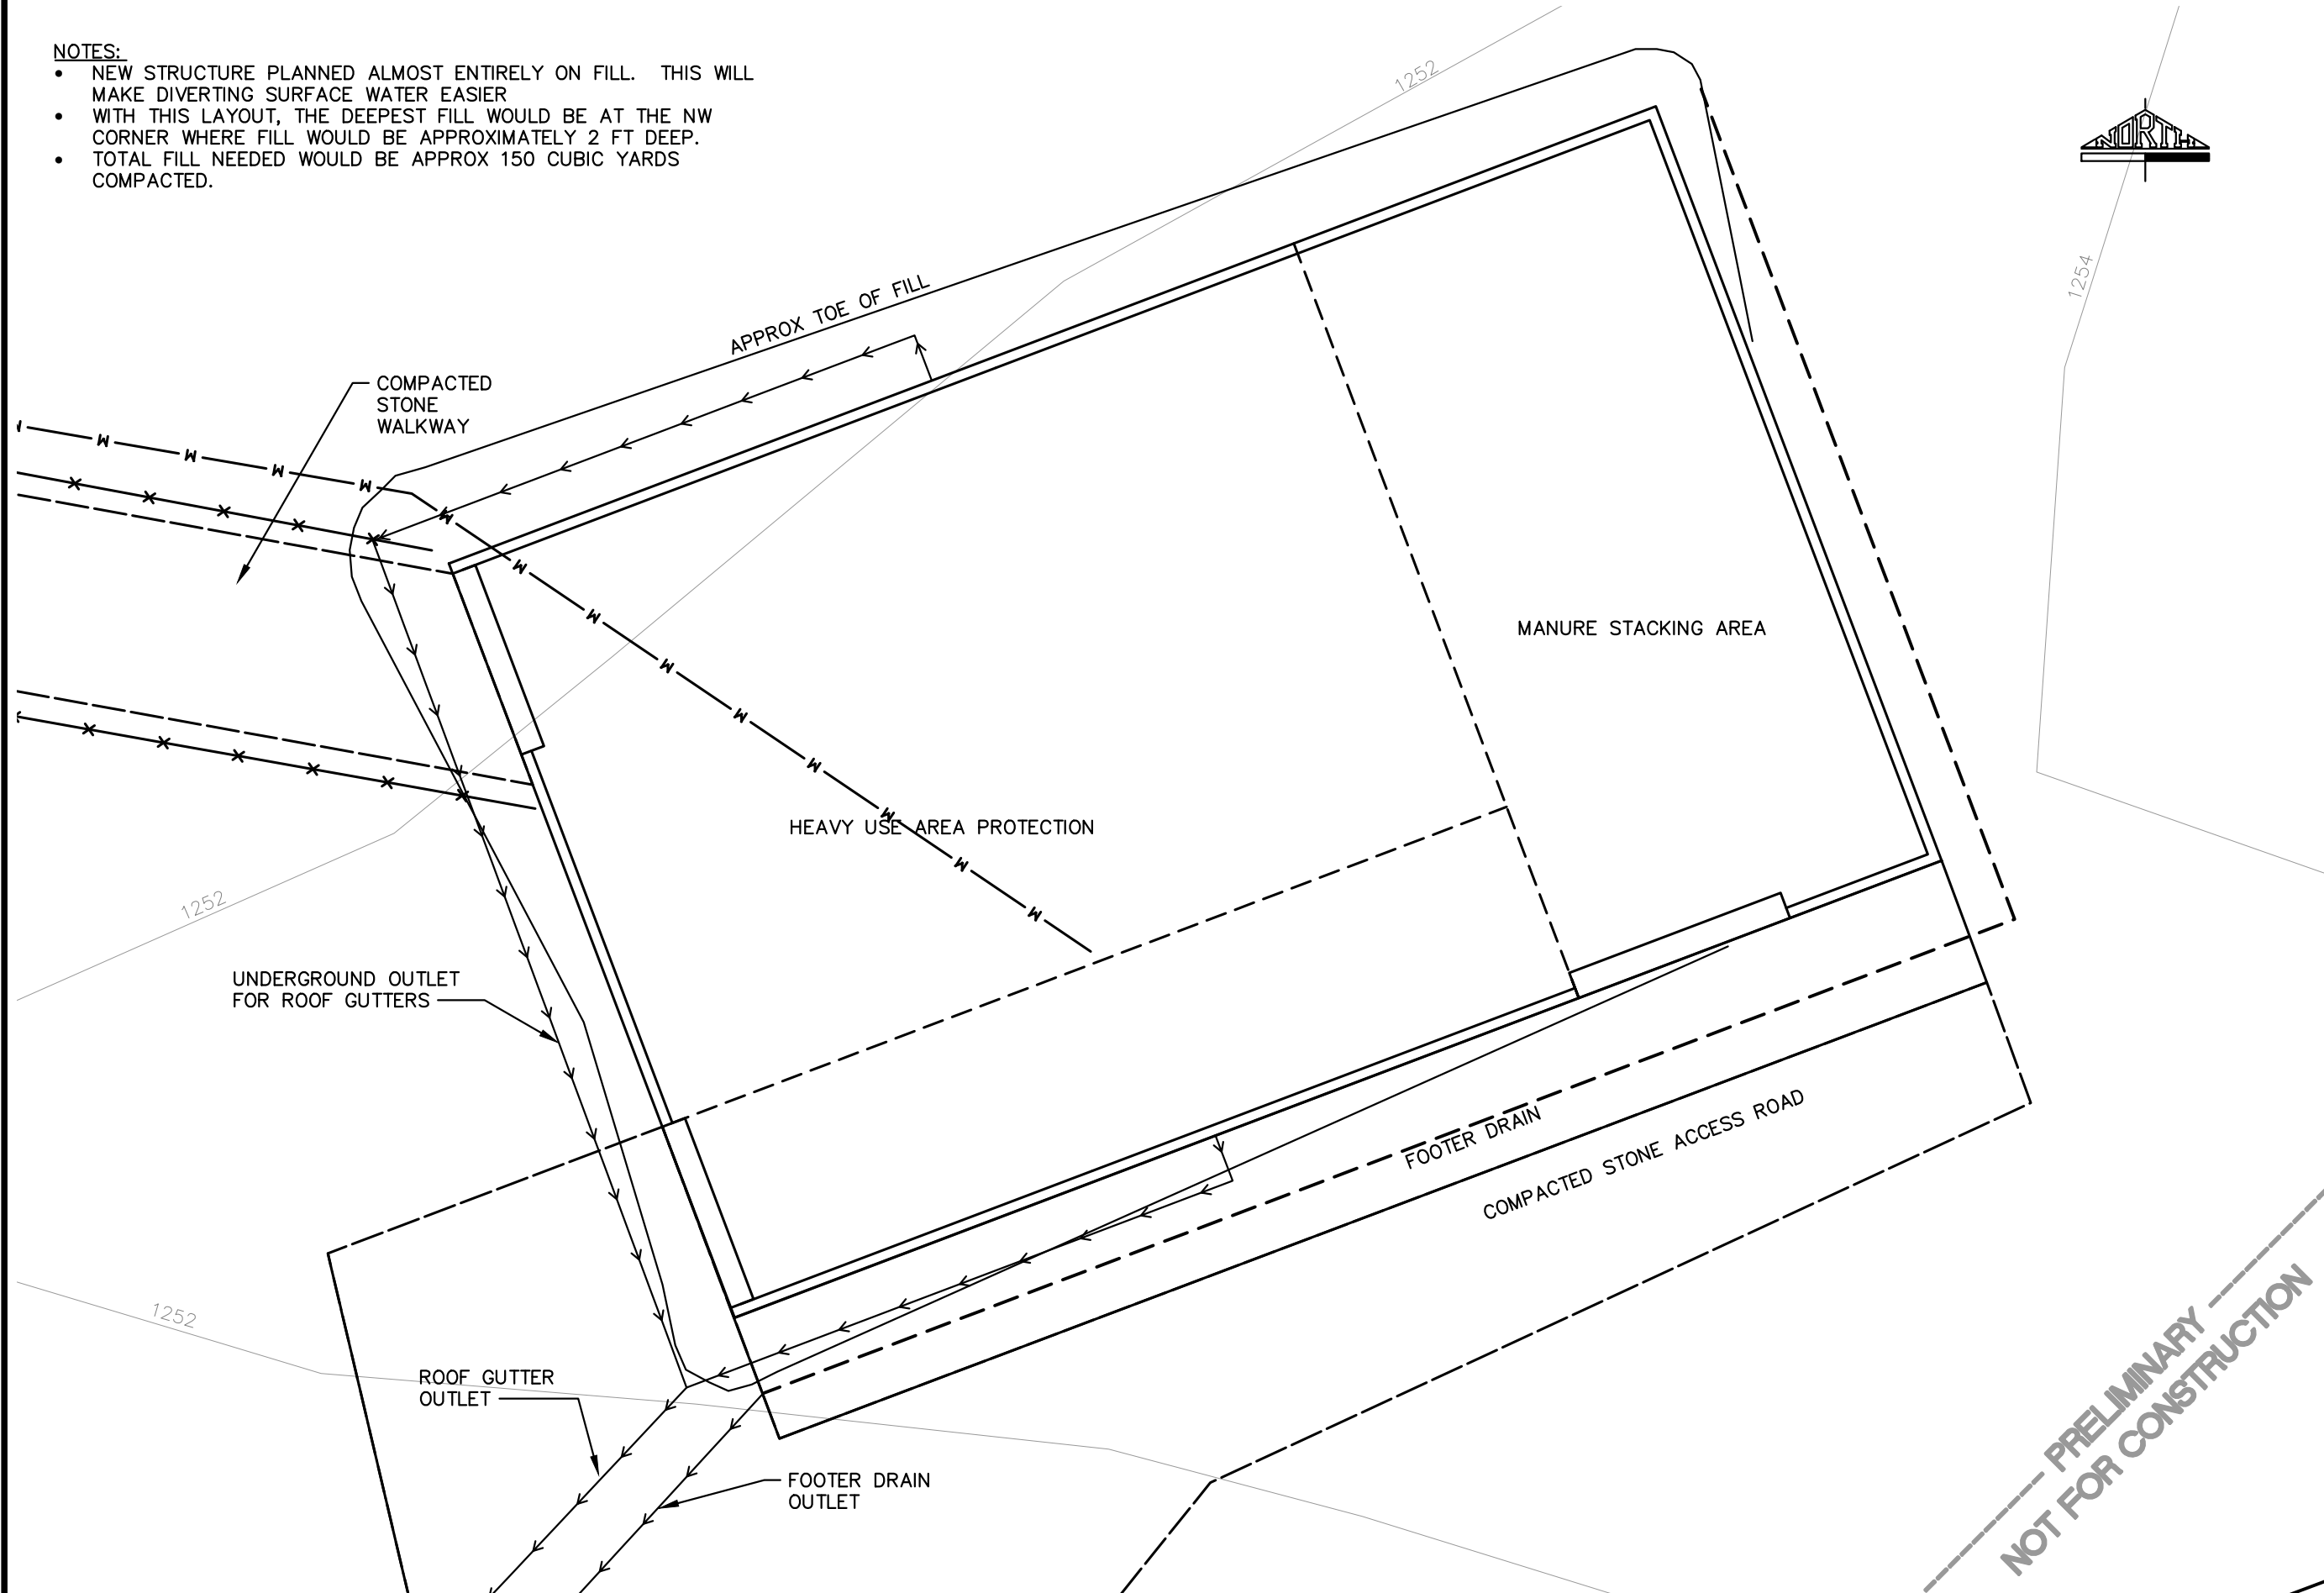 NOTES:
• NEW STRUCTURE PLANNED ALMOST ENTIRELY ON FILL. THIS WILL
MAKE DIVERTING SURFACE WATER EASIER
• WITH THIS LAYOUT, THE DEEPEST FILL WOULD BE AT THE NW
CORNER WHERE FILL WOULD BE APPROXIMATELY 2 FT DEEP.
• TOTAL FILL NEEDED WOULD BE APPROX 150 CUBIC YARDS
COMPACTED.
1252
NORTH
1254
APPROX TOE OF FILL
COMPACTED
STONE
WALKWAY
W W W W W
W W W W W W W W W
MANURE STACKING AREA
HEAVY USE AREA PROTECTION
1252
UNDERGROUND OUTLET
FOR ROOF GUTTERS
FOOTER DRAIN
COMPACTED STONE ACCESS ROAD
1252
ROOF GUTTER
OUTLET
FOOTER DRAIN
OUTLET
PRELIMINARY
NOT FOR CONSTRUCTION